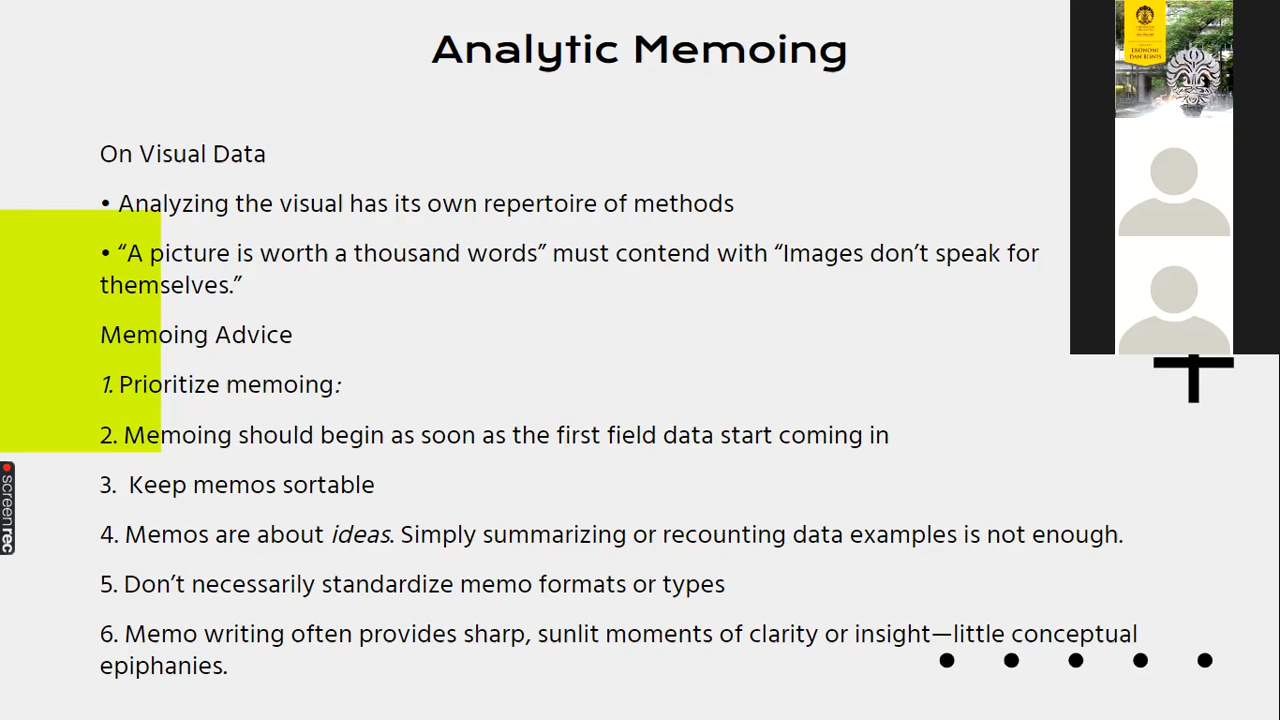 Analytic Memoing
On Visual Data
• Analyzing the visual has its own repertoire of methods
• “A picture is worth a thousand words” must contend with “Images don’t speak for
themselves.”
Memoing Advice
1. Prioritize memoing:
2. Memoing should begin as soon as the first field data start coming in
3. Keep memos sortable
4. Memos are about ideas. Simply summarizing or recounting data examples is not enough.
5. Don’t necessarily standardize memo formats or types
6. Memo writing often provides sharp, sunlit moments of clarity or insight—little conceptual
epiphanies.
EKONOMI
DAN BISNIS
screenrec